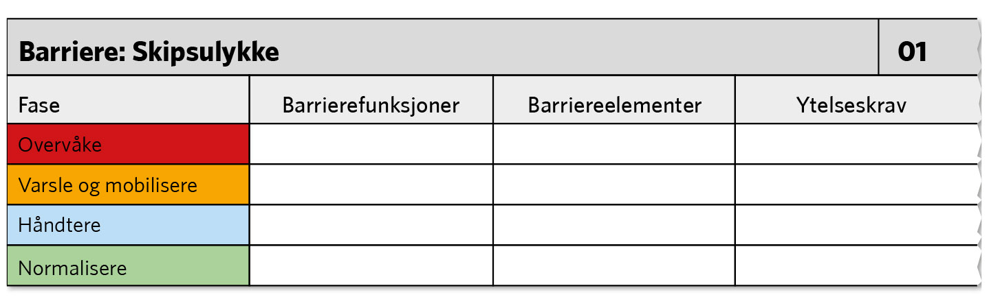 Barriere: Skipsulykke 01
Fase Barrierefunksjoner Barriereelementer Ytelseskrav
Overvåke
Varsle og mobilisere
Håndtere
Normalisere